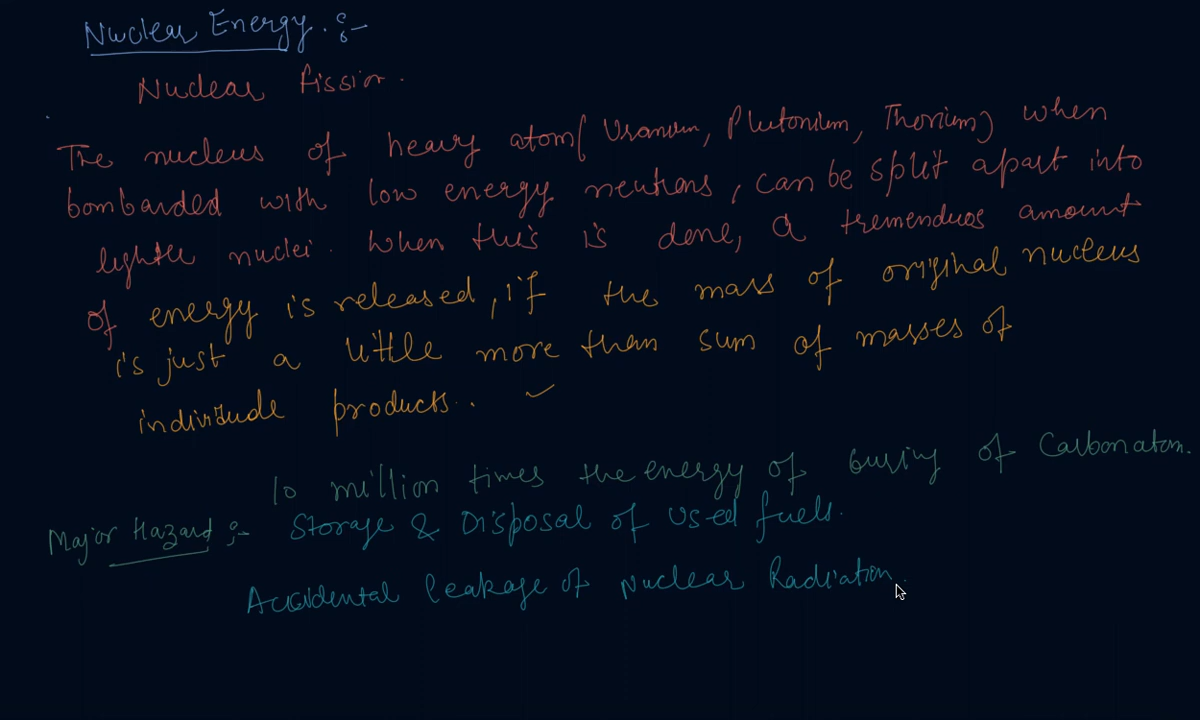 Nuclear Energy. :-
Nuclear fission.
The nucleus of heavy atom( Uranium, Plutonium, Thorium) when
bombarded with low energy neutrons, can be split apart into
lighter nuclei. When this is done, a tremenduos amount
of energy is released, if the mass of original nucleus
is just a little more than sum of masses of
individude products.
10 million times the energy of of Carbon atom.
Major Hazard :- Storage & Disposal of Used fuels.
Accidental leakage of Nuclear Radiation.